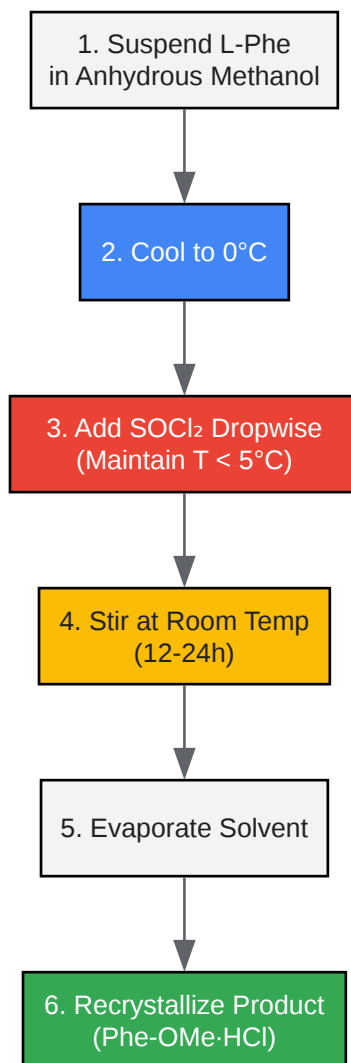 1. Suspend L-Phe
in Anhydrous Methanol
2. Cool to 0°C
3. Add SOCl₂ Dropwise
(Maintain T < 5°C)
4. Stir at Room Temp
(12-24h)
5. Evaporate Solvent
6. Recrystallize Product
(Phe-OMe·HCl)